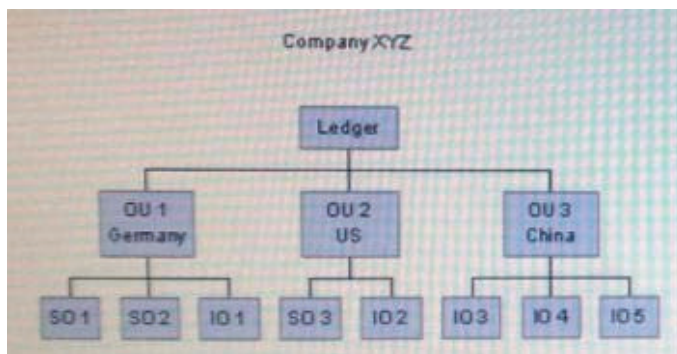 Company XYZ
Ledger
OU 1
Germany
OU 2
US
OU 3
China
SO 1
SO 2
IO 1
SO 3
IO 2
IO 3
IO 4
IO 5